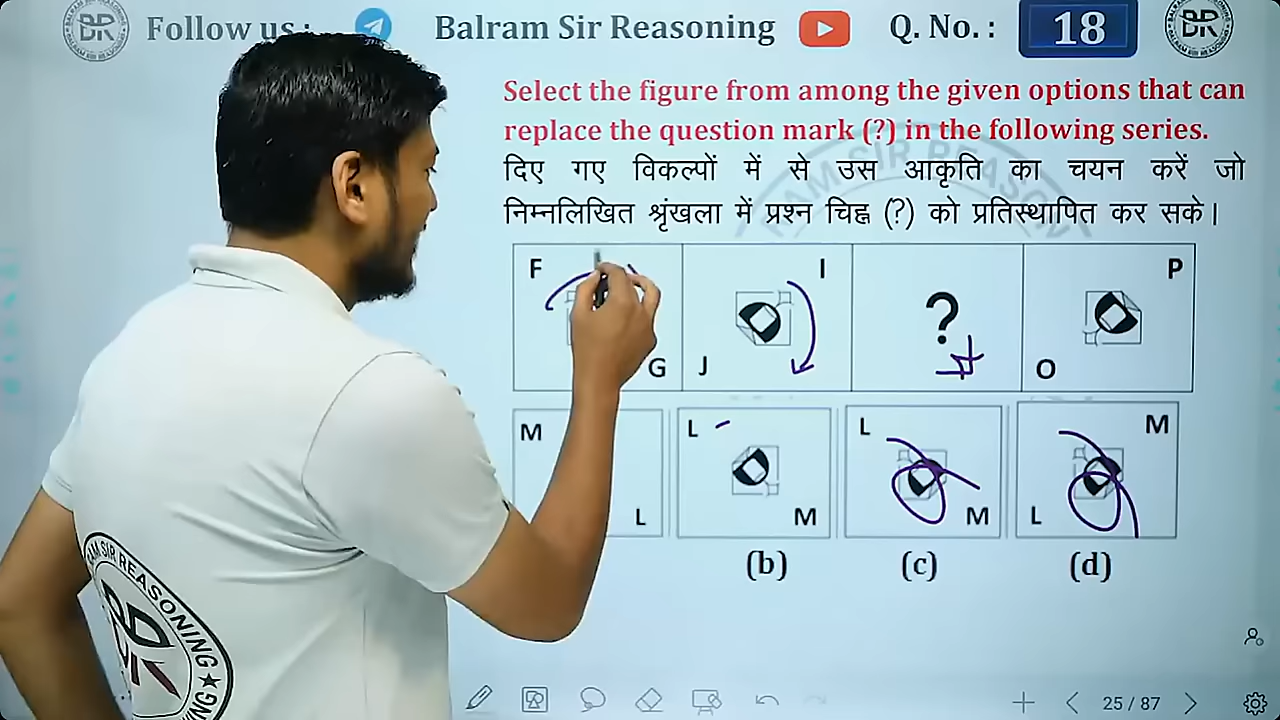 Follow us :
Balram Sir Reasoning
Q. No. :
18
BR
Select the figure from among the given options that can
replace the question mark (?) in the following series.
दिए गए विकल्पों में से उस आकृति का चयन करें जो
निम्नलिखित श्रृंखला में प्रश्न चिह्न (?) को प्रतिस्थापित कर सके।
F
G
I
J
?
P
O
M
L
L
M
L
M
M
L
(b)
(c)
(d)
25 / 87